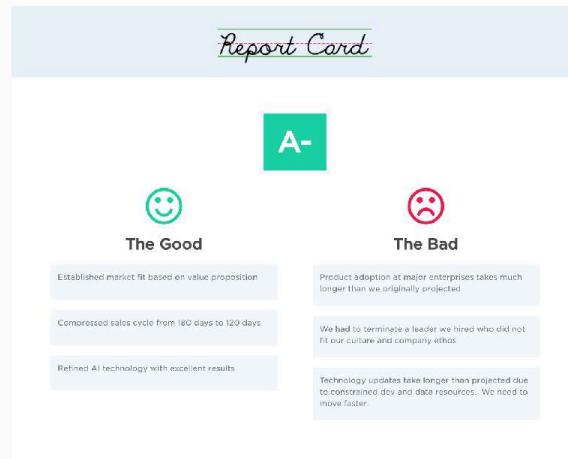 Report Card
A-
The Good
Established market fit based on value proposition
Compressed sales cycle from 180 days to 120 days
Refined AI technology with excellent results
The Bad
Product adoption at major enterprises takes much
longer than we originally projected
We had to terminate a leader we hired who did not
fit our culture and company ethos
Technology updates take longer than projected due
to constrained dev and data resources. We need to
move faster.